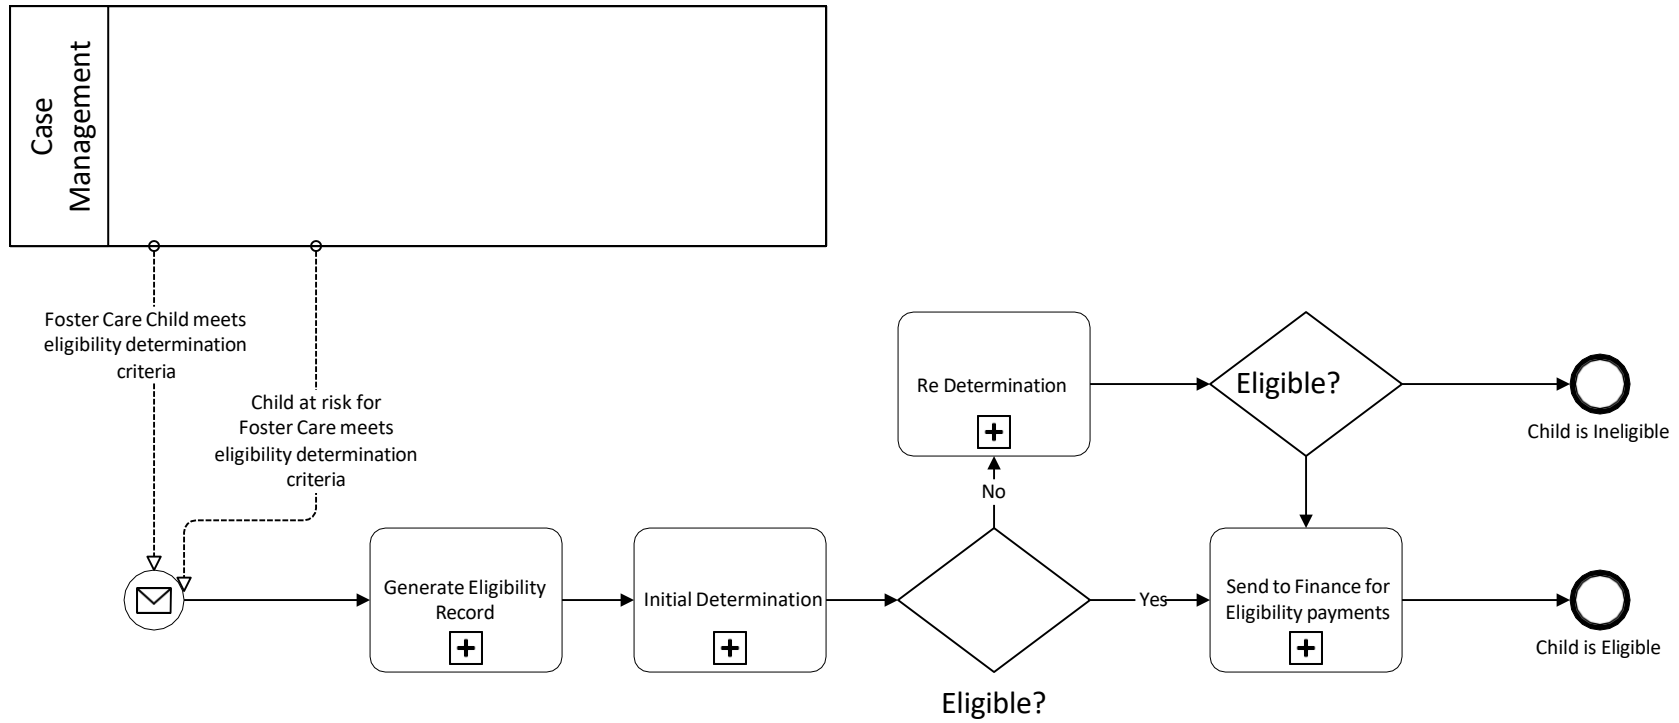 Case
Management
Foster Care Child meets
eligibility determination
criteria
Child at risk for
Foster Care meets
eligibility determination
criteria
Re Determination
Eligible?
Child is Ineligible
No
Generate Eligibility
Record
Initial Determination
Yes
Send to Finance for
Eligibility payments
Child is Eligible
Eligible?